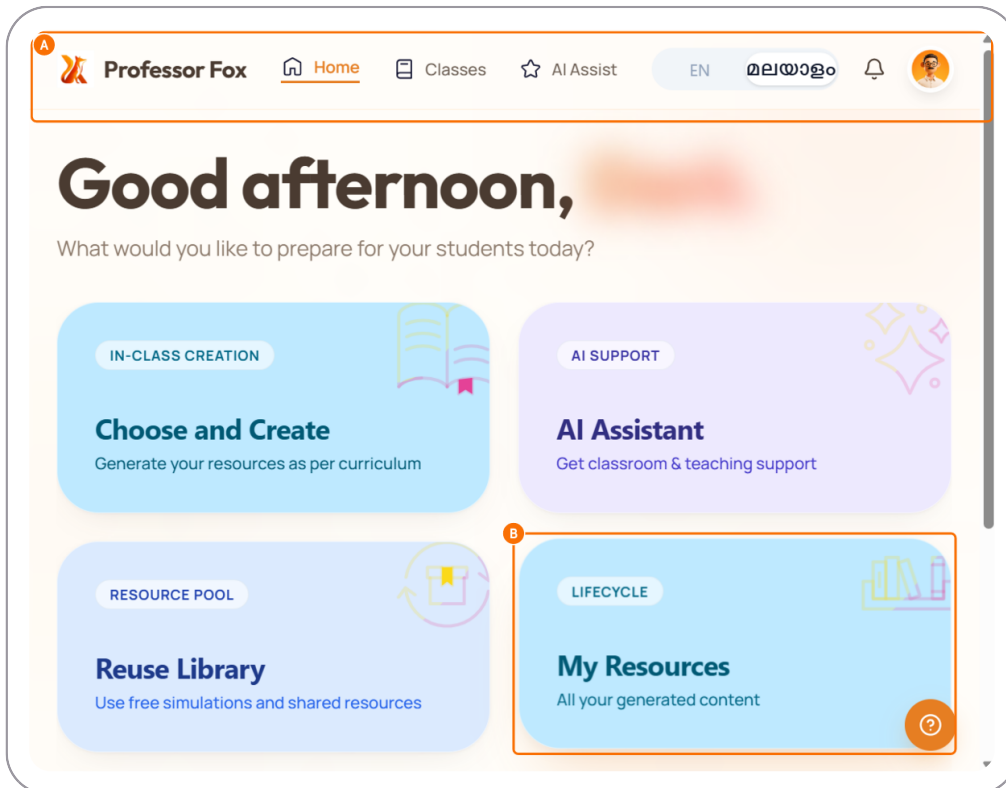 A
Professor Fox Home Classes AI Assist EN മലയാളം
Good afternoon,
What would you like to prepare for your students today?
IN-CLASS CREATION
Choose and Create
Generate your resources as per curriculum
AI SUPPORT
AI Assistant
Get classroom & teaching support
RESOURCE POOL
Reuse Library
Use free simulations and shared resources
B
LIFECYCLE
My Resources
All your generated content
?